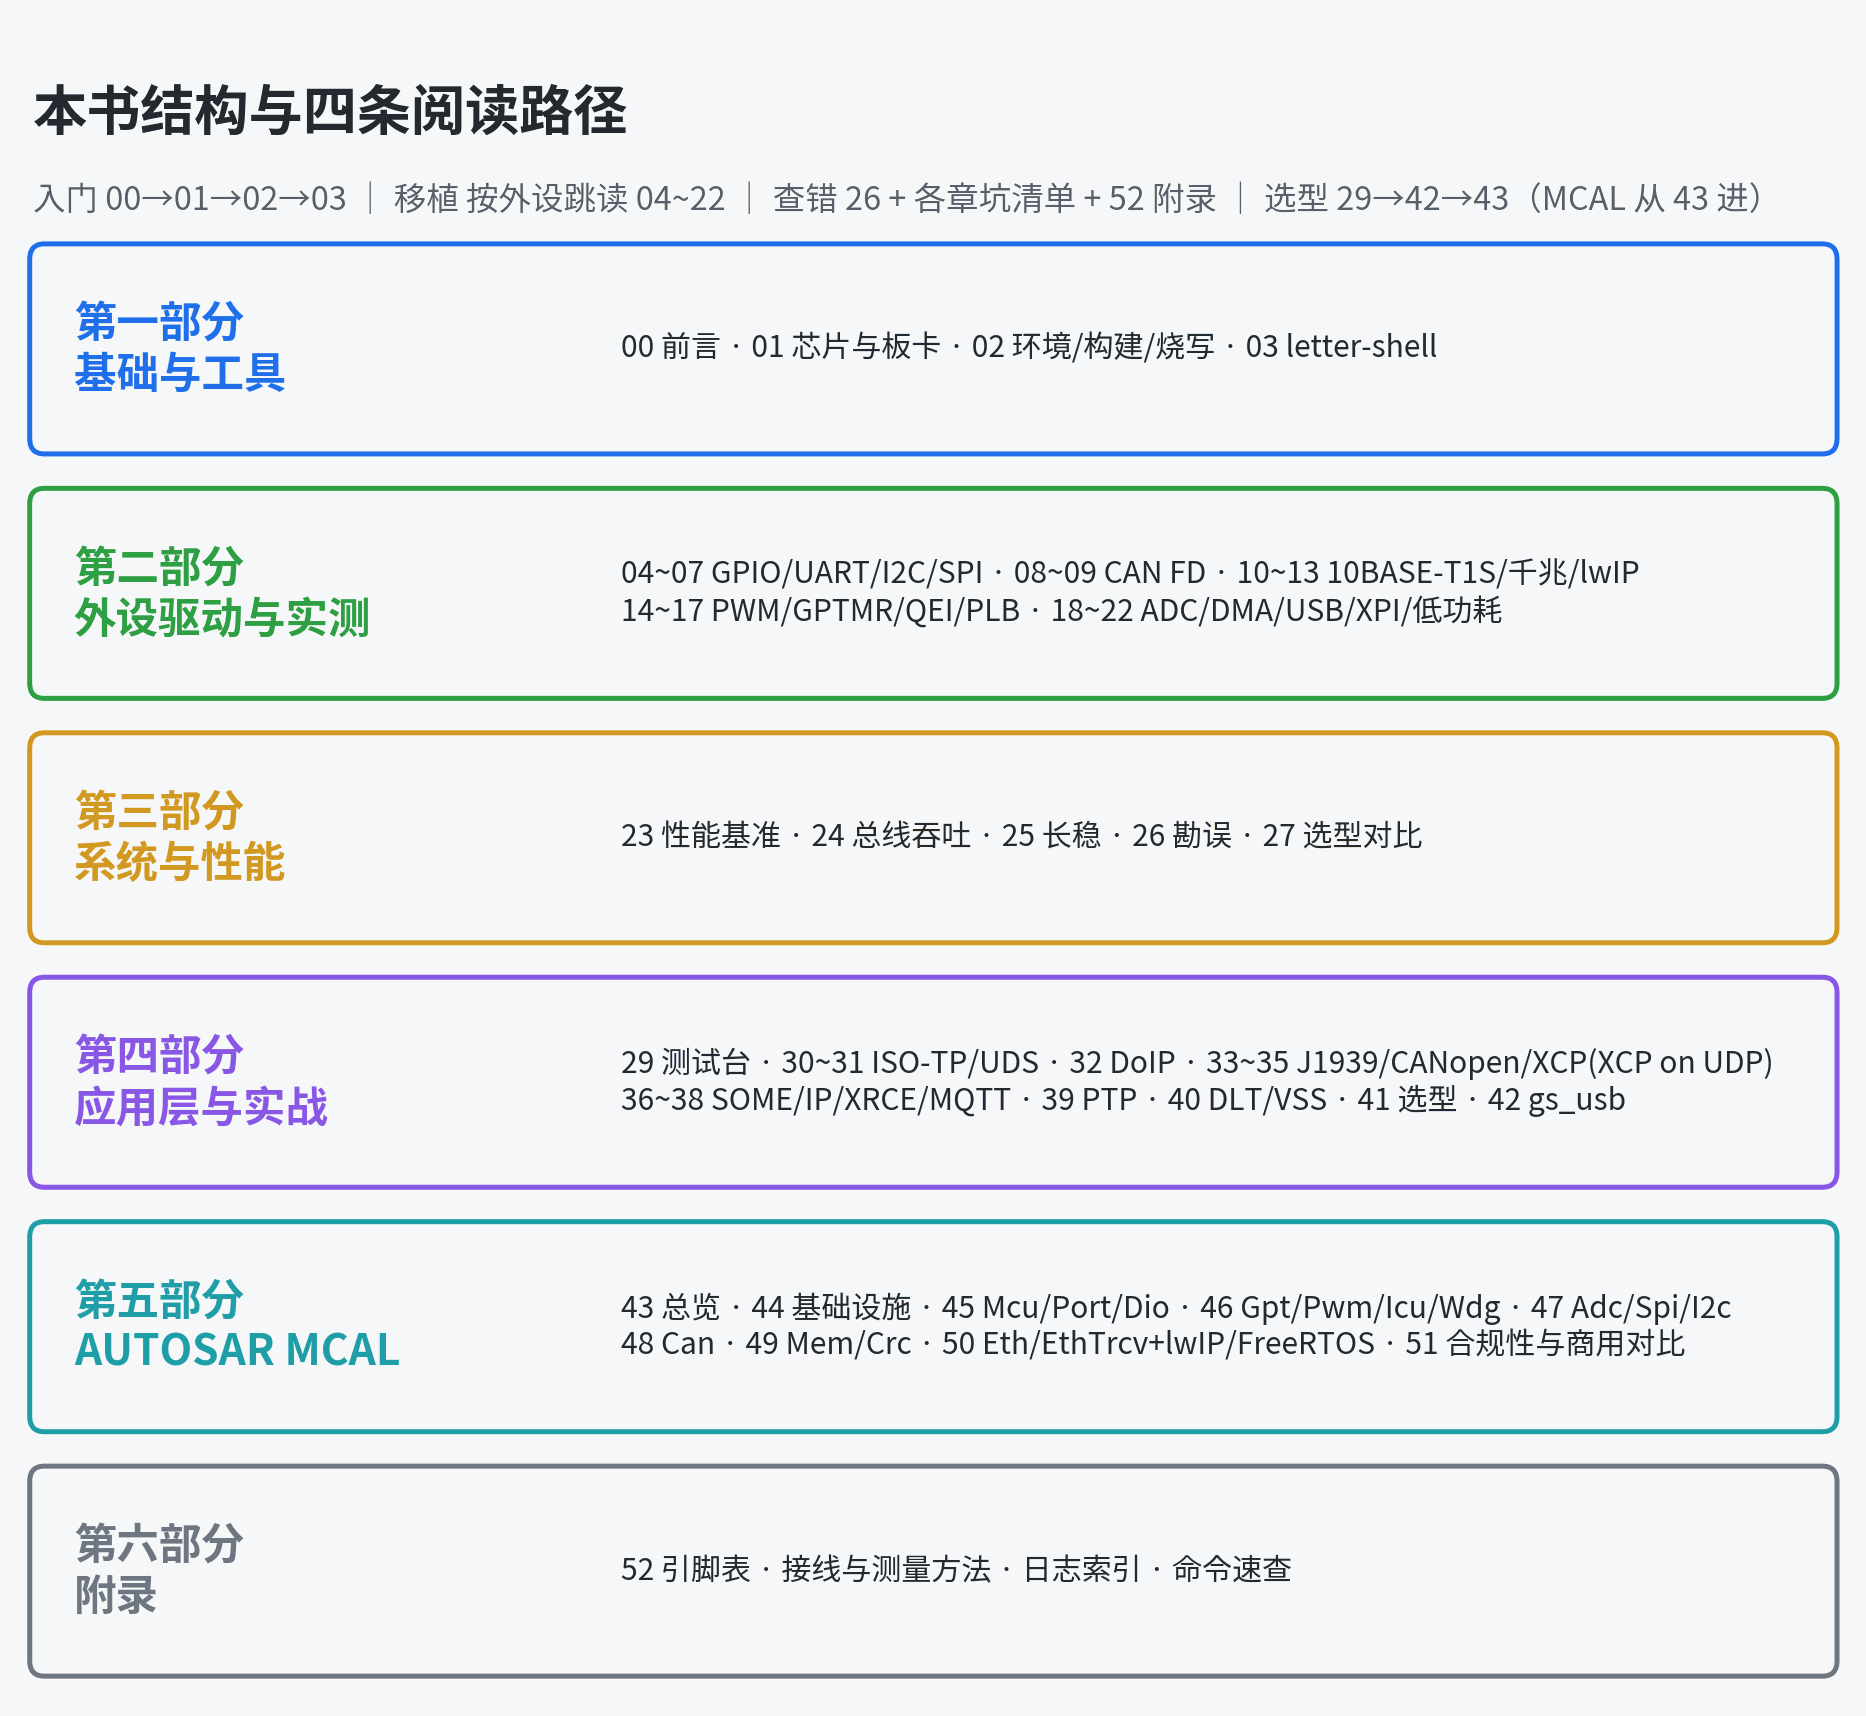 本书结构与四条阅读路径
入门 00→01→02→03 │ 移植 按外设跳读 04~22 │ 查错 26 + 各章坑清单 + 52 附录 │ 选型 29→42→43（MCAL 从 43 进）
第一部分
基础与工具
00 前言 · 01 芯片与板卡 · 02 环境/构建/烧写 · 03 letter-shell
第二部分
外设驱动与实测
04~07 GPIO/UART/I2C/SPI · 08~09 CAN FD · 10~13 10BASE-T1S/千兆/lwIP
14~17 PWM/GPTMR/QEI/PLB · 18~22 ADC/DMA/USB/XPI/低功耗
第三部分
系统与性能
23 性能基准 · 24 总线吞吐 · 25 长稳 · 26 勘误 · 27 选型对比
第四部分
应用层与实战
29 测试台 · 30~31 ISO-TP/UDS · 32 DoIP · 33~35 J1939/CANopen/XCP(XCP on UDP)
36~38 SOME/IP/XRCE/MQTT · 39 PTP · 40 DLT/VSS · 41 选型 · 42 gs_usb
第五部分
AUTOSAR MCAL
43 总览 · 44 基础设施 · 45 Mcu/Port/Dio · 46 Gpt/Pwm/Icu/Wdg · 47 Adc/Spi/I2c
48 Can · 49 Mem/Crc · 50 Eth/EthTrcv+lwIP/FreeRTOS · 51 合规性与商用对比
第六部分
附录
52 引脚表 · 接线与测量方法 · 日志索引 · 命令速查